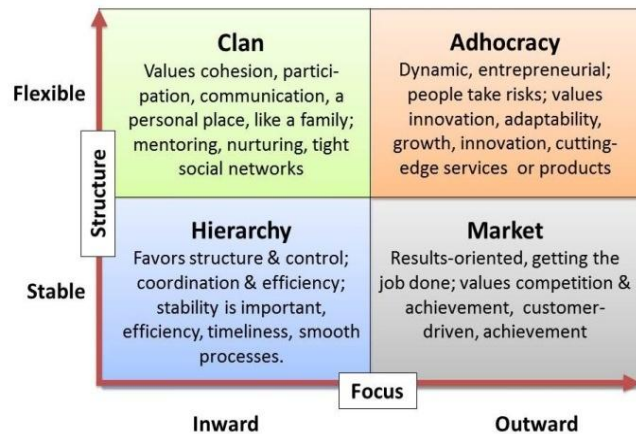 Clan
Values cohesion, partici-
pation, communication, a
personal place, like a family;
mentoring, nurturing, tight
social networks
Adhocracy
Dynamic, entrepreneurial;
people take risks; values
innovation, adaptability,
growth, innovation, cutting-
edge services or products
Flexible
Structure
Stable
Hierarchy
Favors structure & control;
coordination & efficiency;
stability is important,
efficiency, timeliness, smooth
processes.
Market
Results-oriented, getting the
job done; values competition &
achievement, customer-
driven, achievement
Focus
Inward
Outward